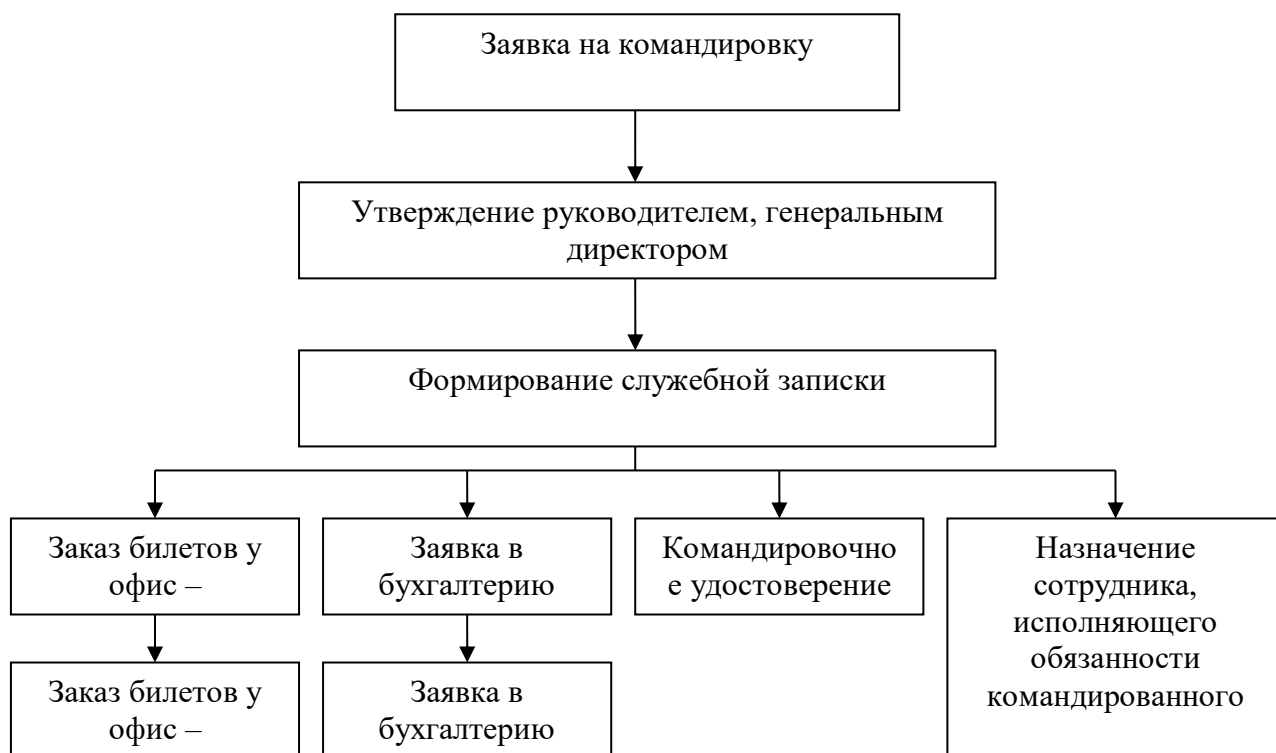 Заявка на командировку
Утверждение руководителем, генеральным
директором
Формирование служебной записки
Заказ билетов у
офис –
Заявка в
бухгалтерию
Командировочно
е удостоверение
Назначение
сотрудника,
исполняющего
обязанности
командированного
Заказ билетов у
офис –
Заявка в
бухгалтерию